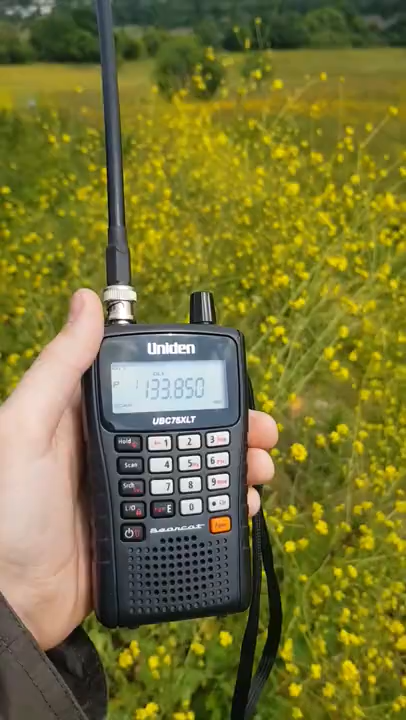 Uniden
P 133.850
UBC75XLT
Hold 1 2 3
Scan 4 5 6
Srch 7 8 9
L/O E 0
Bearcat Func